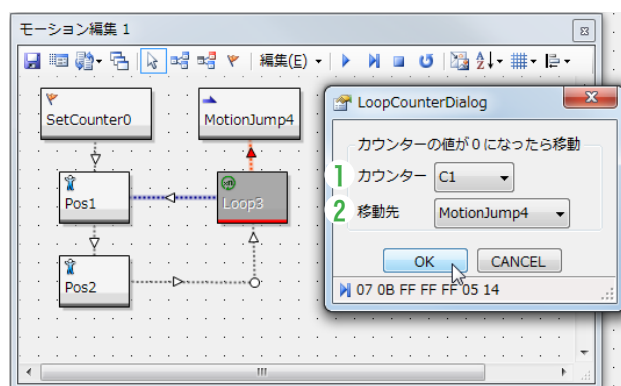 モーション編集 1
編集(E)
SetCounter0
MotionJump4
Pos1
Loop3
Pos2
LoopCounterDialog
カウンターの値が0になったら移動
1 カウンター C1
2 移動先 MotionJump4
OK CANCEL
07 0B FF FF FF 05 14